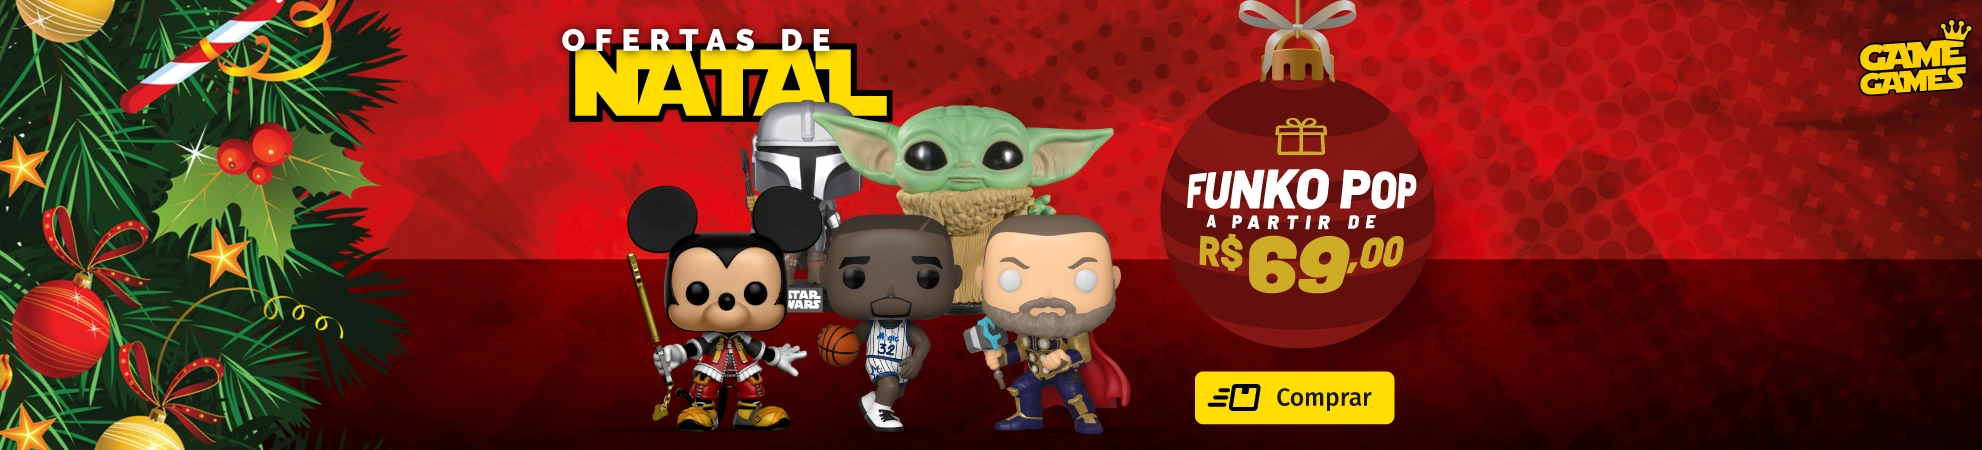 OFERTAS DE
NATAL
GAME
GAMES
FUNKO POP
A PARTIR DE
R$69,00
STAR
WARS
32
Comprar